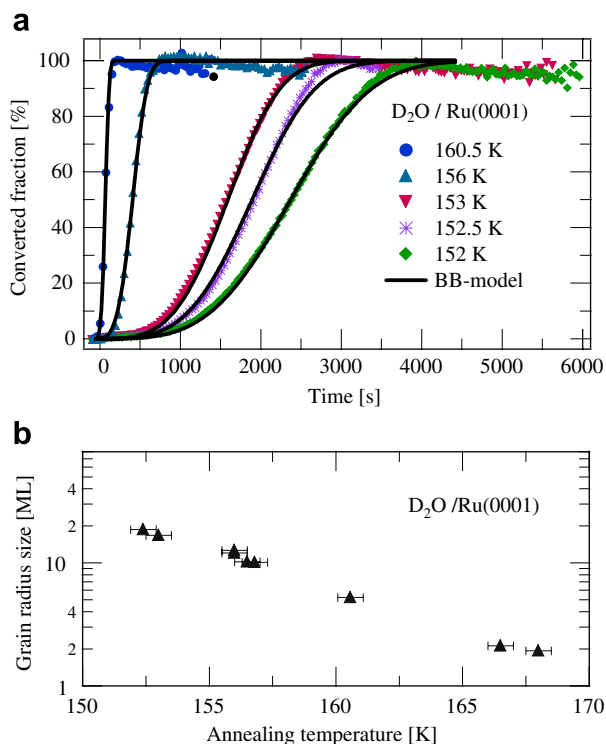 a
100
80
60
40
20
0
Converted fraction [%]
D₂O / Ru(0001)
160.5 K
156 K
153 K
152.5 K
152 K
BB-model
0 1000 2000 3000 4000 5000 6000
Time [s]
b
4
2
10
4
2
1
Grain radius size [ML]
D₂O /Ru(0001)
150 155 160 165 170
Annealing temperature [K]